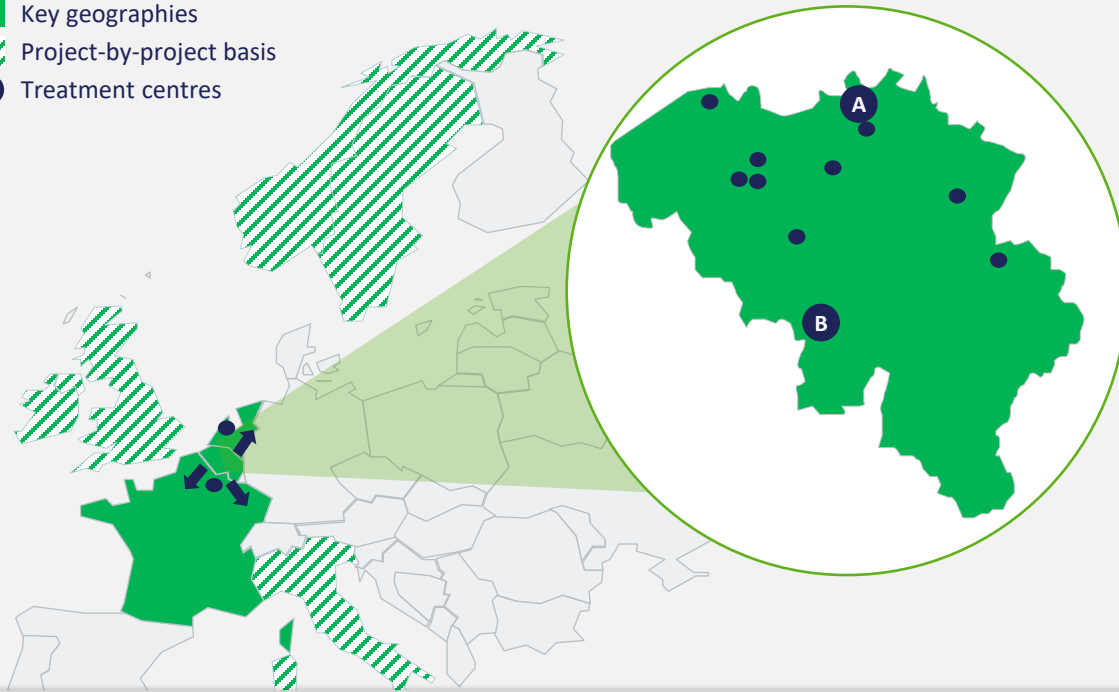 Key geographies
Project-by-project basis
Treatment centres
A
B